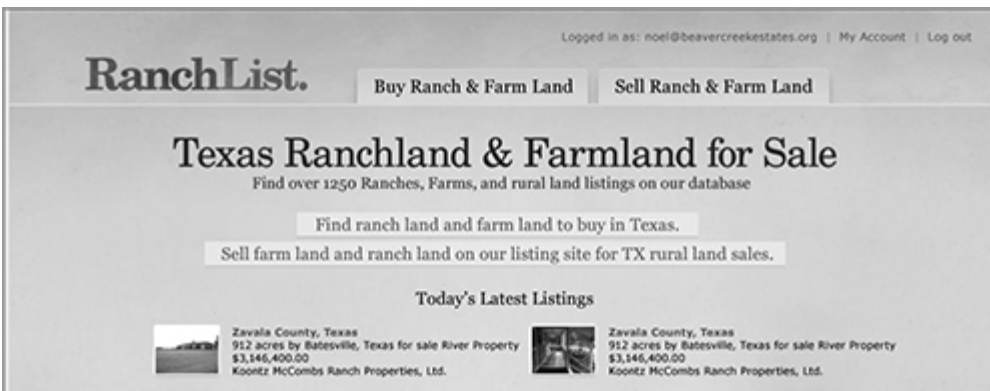 Logged in as: noel@beavercreekestates.org | My Account | Log out
RanchList.
Buy Ranch & Farm Land
Sell Ranch & Farm Land
Texas Ranchland & Farmland for Sale
Find over 1250 Ranches, Farms, and rural land listings on our database
Find ranch land and farm land to buy in Texas.
Sell farm land and ranch land on our listing site for TX rural land sales.
Today's Latest Listings
Zavala County, Texas
912 acres by Batesville, Texas for sale River Property
$3,146,400.00
Koontz McCombs Ranch Properties, Ltd.
Zavala County, Texas
912 acres by Batesville, Texas for sale River Property
$3,146,400.00
Koontz McCombs Ranch Properties, Ltd.